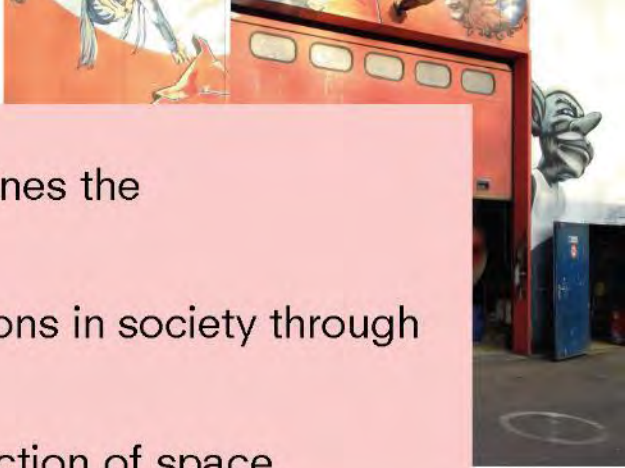 nes the
ons in society through
ction of space